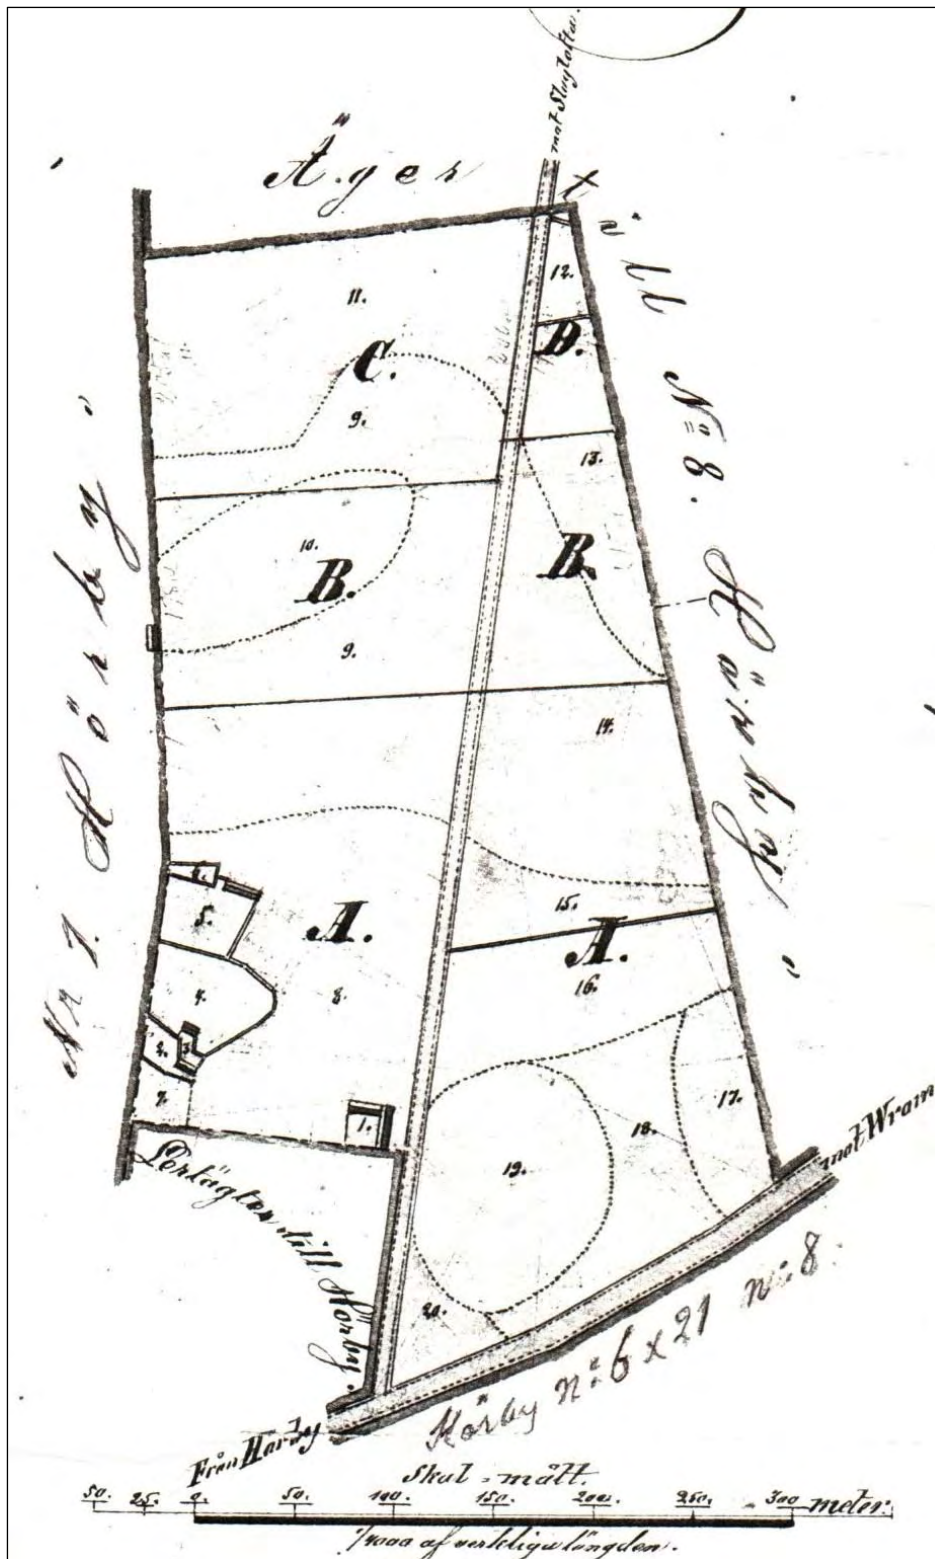 mot Slugtofta.
Äger
till
No 8. Hörby
No 7. Hörby
12.
11.
D.
C.
9.
13.
10.
B.
B.
9.
14.
6.
5.
A.
15.
A.
4.
8.
16.
2.
3.
7.
1.
17.
18.
19.
20.
till Hörby.
mot Wram
Hörby No 6 x 21 No 8.
Från Hörby
Skal = mått.
50. 25. 0. 50. 100. 150. 200. 250. 300 meter.
1/4000 af verkliga längden.